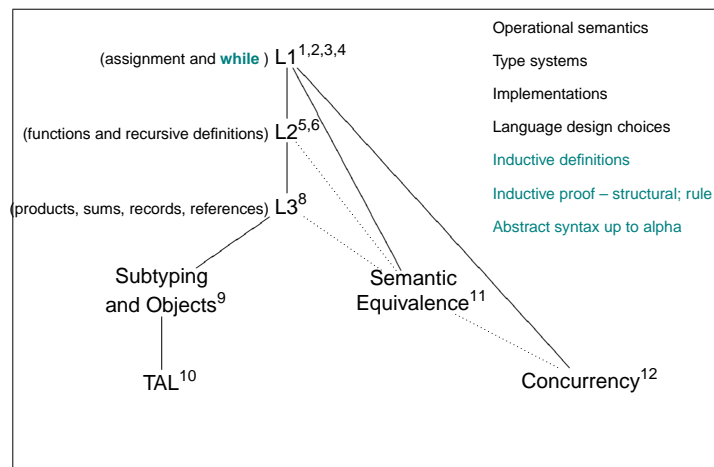 (assignment and while ) L1 1,2,3,4
(functions and recursive definitions) L2 5,6
(products, sums, records, references) L3 8
Subtyping
and Objects 9
TAL 10
Semantic
Equivalence 11
Concurrency 12
Operational semantics
Type systems
Implementations
Language design choices
Inductive definitions
Inductive proof – structural; rule
Abstract syntax up to alpha